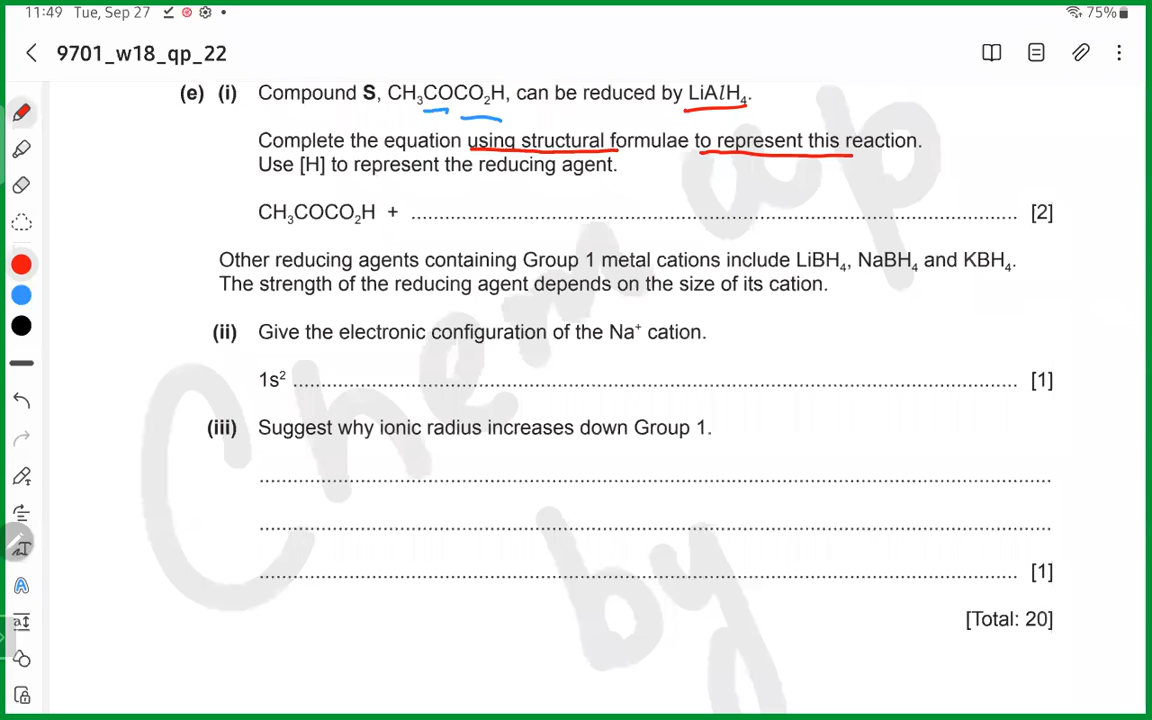 11:49 Tue, Sep 27
75%
9701_w18_qp_22
(e) (i) Compound S, CH₃COCO₂H, can be reduced by LiAlH₄.
Complete the equation using structural formulae to represent this reaction.
Use [H] to represent the reducing agent.
CH₃COCO₂H + ........................................ [2]
Other reducing agents containing Group 1 metal cations include LiBH₄, NaBH₄ and KBH₄.
The strength of the reducing agent depends on the size of its cation.
(ii) Give the electronic configuration of the Na⁺ cation.
1s² ........................................ [1]
(iii) Suggest why ionic radius increases down Group 1.
........................................
........................................
........................................ [1]
[Total: 20]
Chem up
by